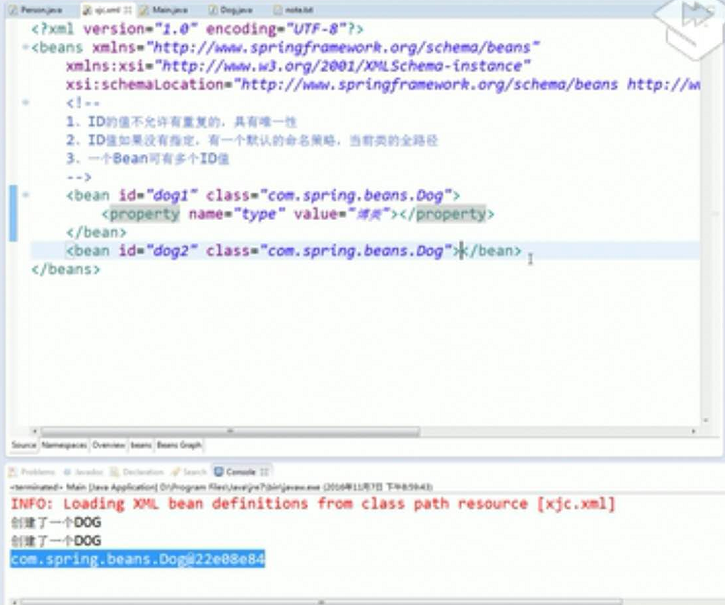 Person.java xjc.xml Main.java Dog.java note.txt
<?xml version="1.0" encoding="UTF-8"?>
<beans xmlns="http://www.springframework.org/schema/beans"
xmlns:xsi="http://www.w3.org/2001/XMLSchema-instance"
xsi:schemaLocation="http://www.springframework.org/schema/beans http://w
<!--
1、ID的值不允许有重复的，具有唯一性
2、ID值如果没有指定，有一个默认的命名策略，当前类的全路径
3、一个Bean可有多个ID值
-->
<bean id="dog1" class="com.spring.beans.Dog">
<property name="type" value="博美"></property>
</bean>
<bean id="dog2" class="com.spring.beans.Dog"></bean>
</beans>
Source Namespaces Overview beans Beans Graph
Problems Javadoc Declaration Search Console
<terminated> Main [Java Application] D:\Program Files\Java\jre7\bin\javaw.exe (2016年11月7日 下午8:59:43)
INFO: Loading XML bean definitions from class path resource [xjc.xml]
创建了一个DOG
创建了一个DOG
com.spring.beans.Dog@22e08e84